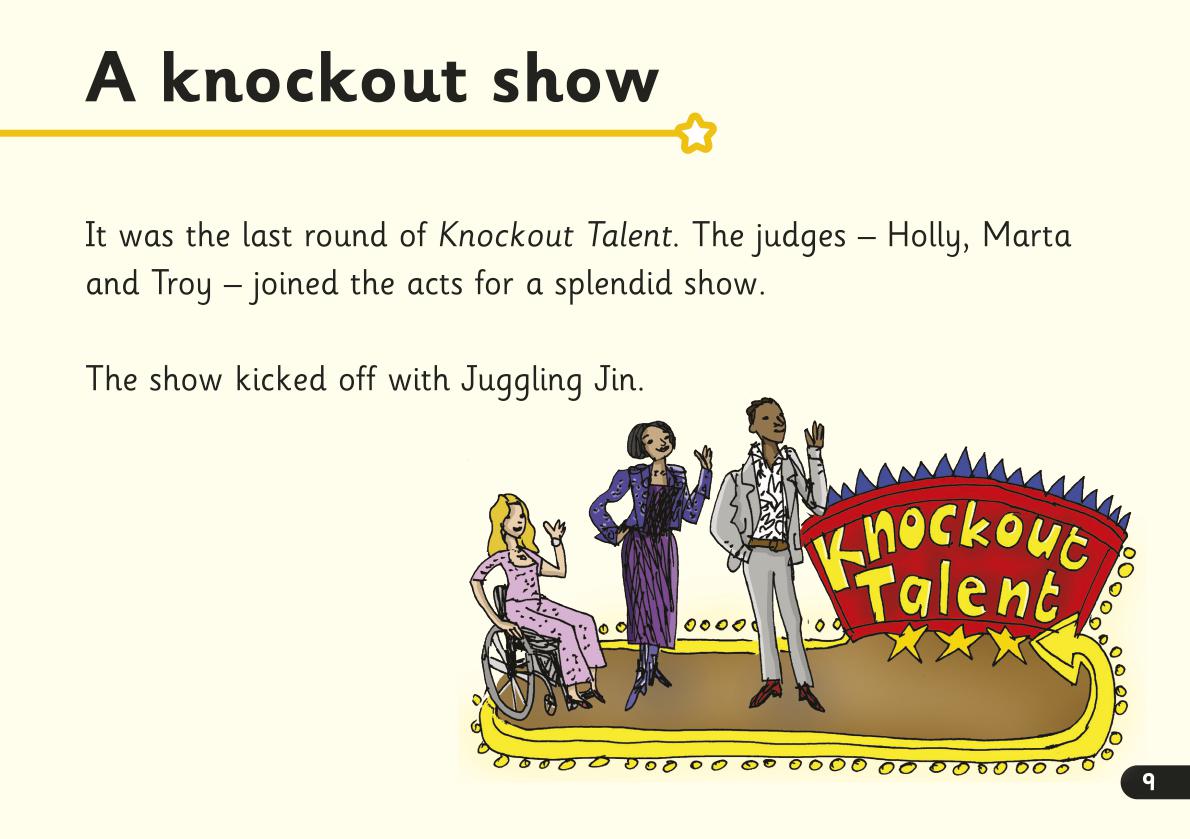 A knockout show
It was the last round of Knockout Talent. The judges – Holly, Marta
and Troy – joined the acts for a splendid show.
The show kicked off with Juggling Jin.
Knockout
Talent
9